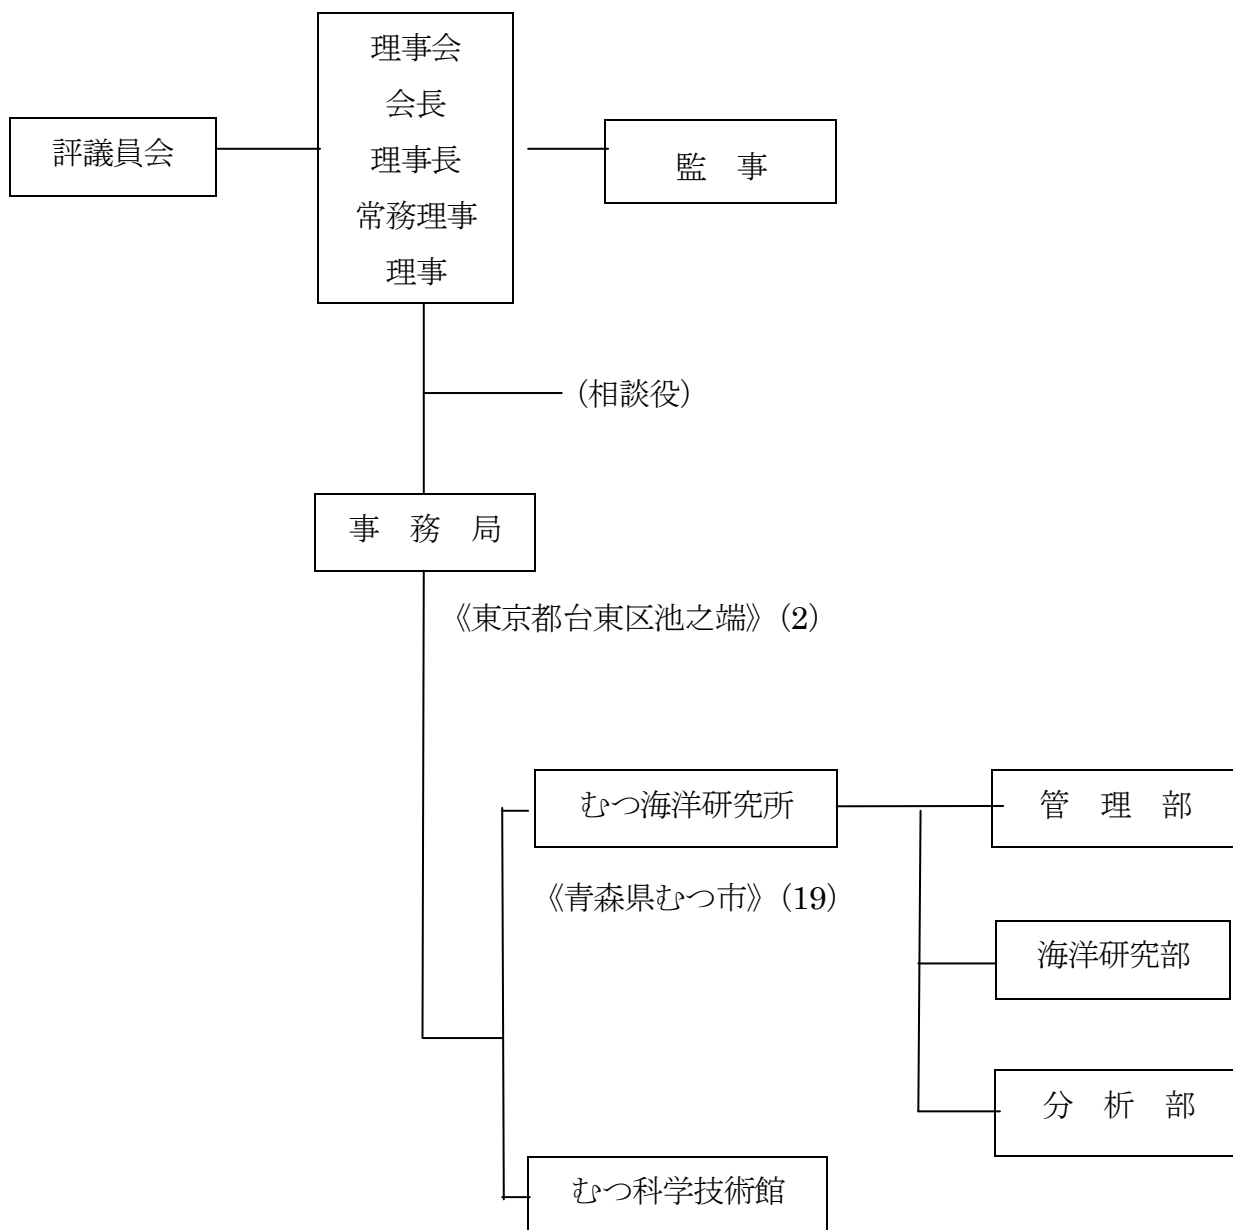 理事会
会長
理事長
常務理事
理事
評議員会
監　事
（相談役）
事　務　局
《東京都台東区池之端》（2）
むつ海洋研究所
管　理　部
《青森県むつ市》（19）
海洋研究部
分　析　部
むつ科学技術館